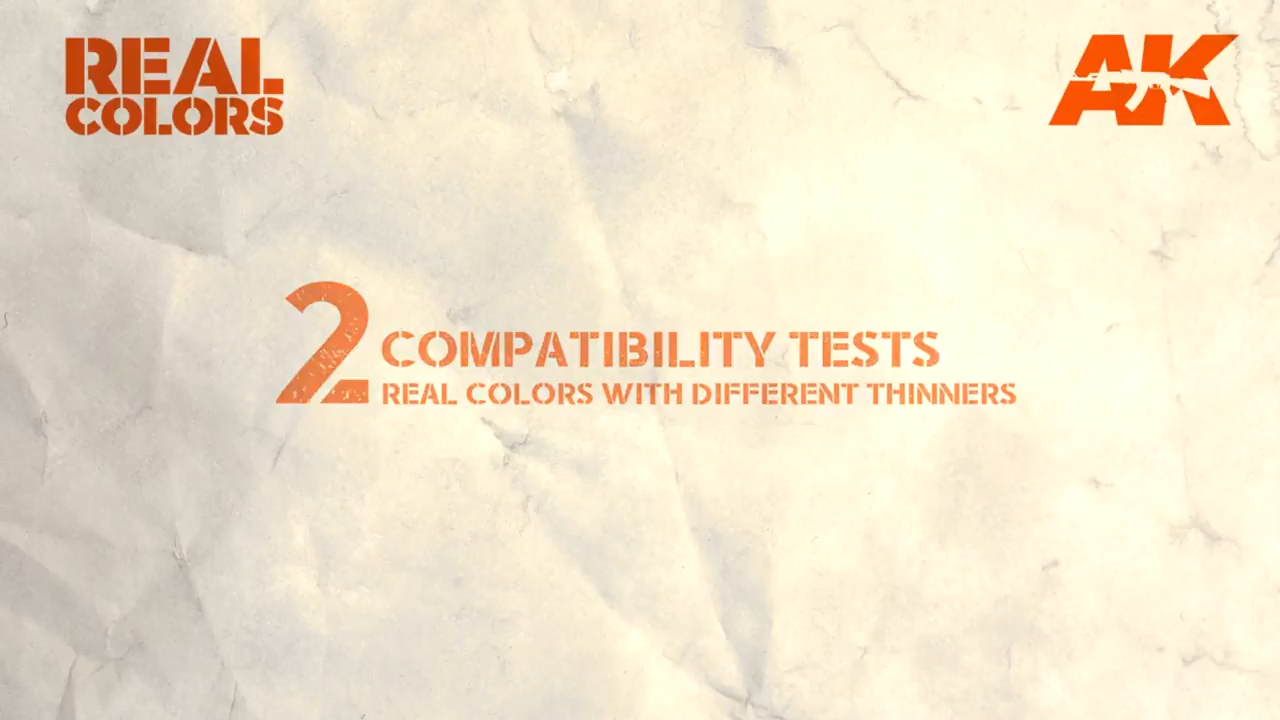 REAL
COLORS
AK
2 COMPATIBILITY TESTS
REAL COLORS WITH DIFFERENT THINNERS